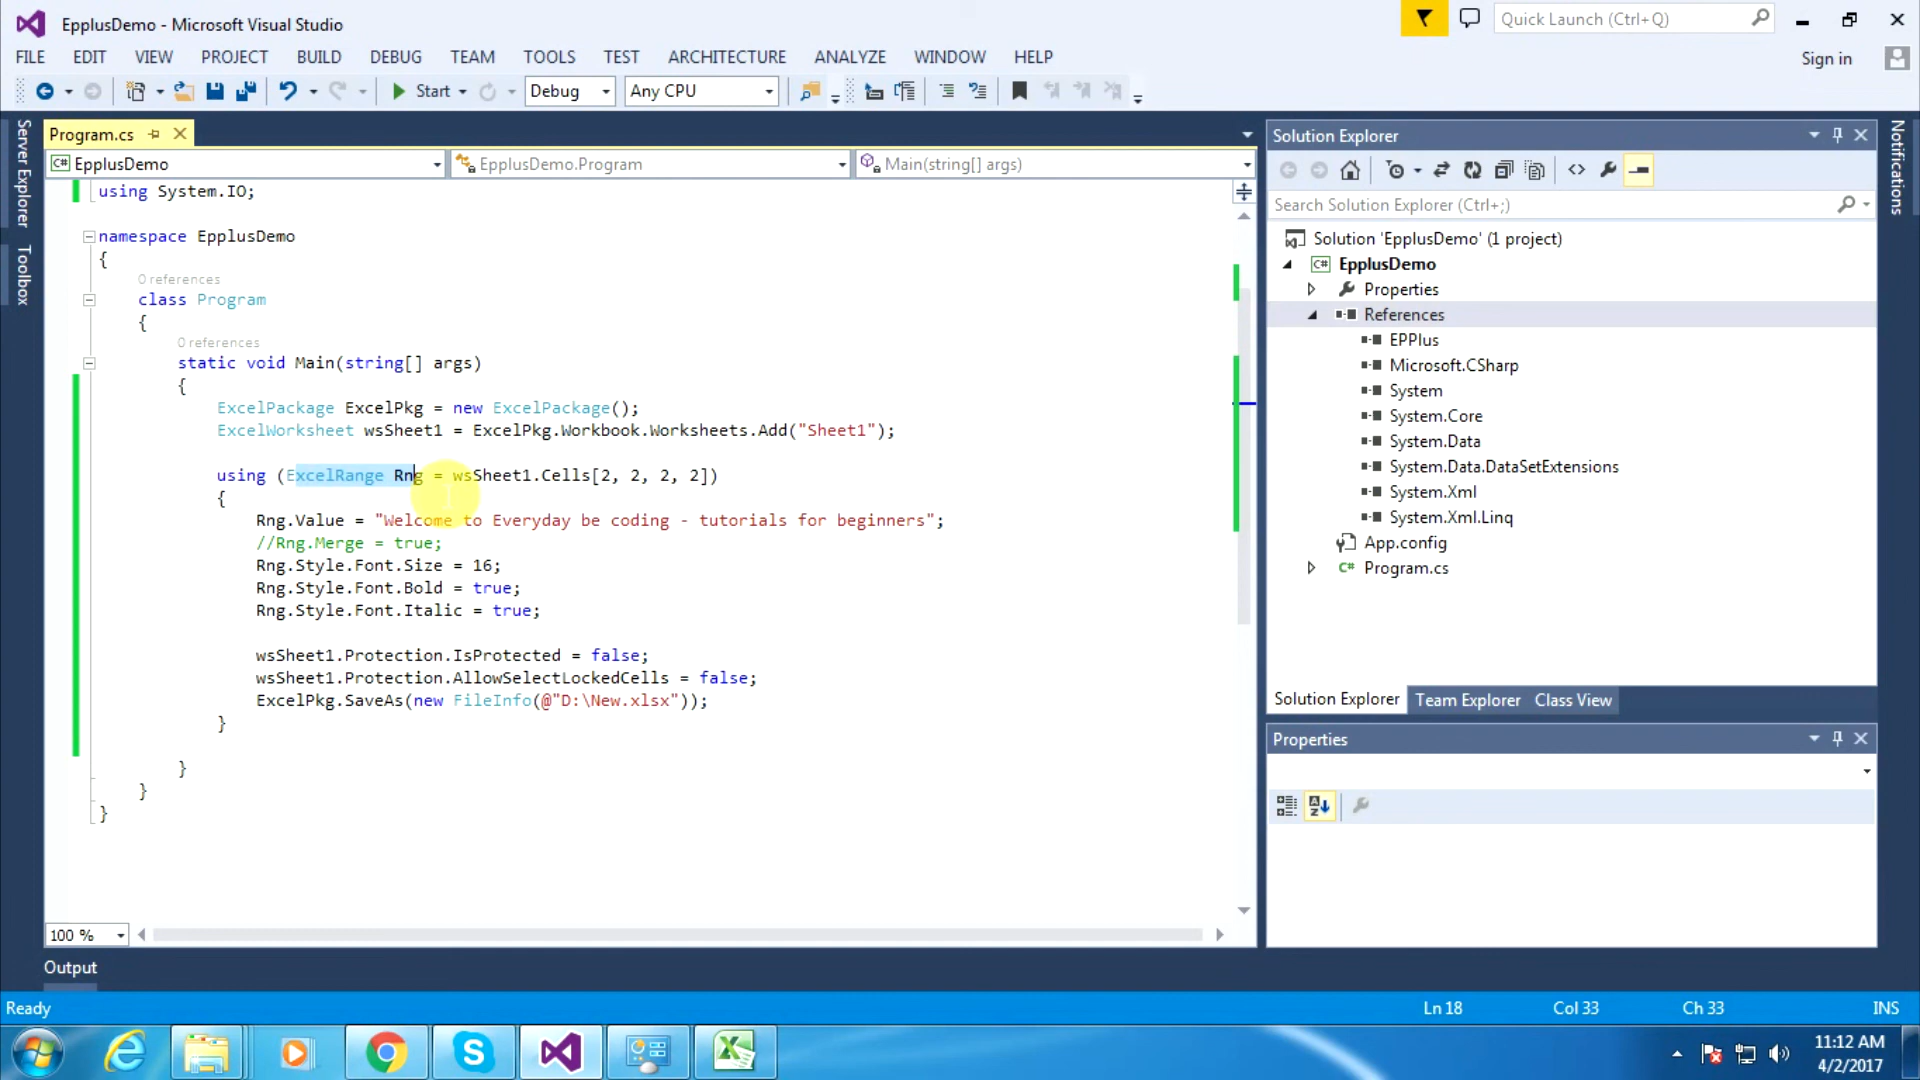 EpplusDemo - Microsoft Visual Studio
Quick Launch (Ctrl+Q)
FILE EDIT VIEW PROJECT BUILD DEBUG TEAM TOOLS TEST ARCHITECTURE ANALYZE WINDOW HELP
Sign in
Start Debug Any CPU
Server Explorer
Toolbox
Program.cs
EpplusDemo EpplusDemo.Program Main(string[] args)
using System.IO;
namespace EpplusDemo
{
0 references
class Program
{
0 references
static void Main(string[] args)
{
ExcelPackage ExcelPkg = new ExcelPackage();
ExcelWorksheet wsSheet1 = ExcelPkg.Workbook.Worksheets.Add("Sheet1");
using (ExcelRange Rng = wsSheet1.Cells[2, 2, 2, 2])
{
Rng.Value = "Welcome to Everyday be coding - tutorials for beginners";
//Rng.Merge = true;
Rng.Style.Font.Size = 16;
Rng.Style.Font.Bold = true;
Rng.Style.Font.Italic = true;
wsSheet1.Protection.IsProtected = false;
wsSheet1.Protection.AllowSelectLockedCells = false;
ExcelPkg.SaveAs(new FileInfo(@"D:\New.xlsx"));
}
}
}
}
100 %
Output
Solution Explorer
Search Solution Explorer (Ctrl+;)
Solution 'EpplusDemo' (1 project)
C# EpplusDemo
Properties
References
EPPlus
Microsoft.CSharp
System
System.Core
System.Data
System.Data.DataSetExtensions
System.Xml
System.Xml.Linq
App.config
C# Program.cs
Solution Explorer Team Explorer Class View
Properties
Notifications
Ready Ln 18 Col 33 Ch 33 INS
11:12 AM
4/2/2017